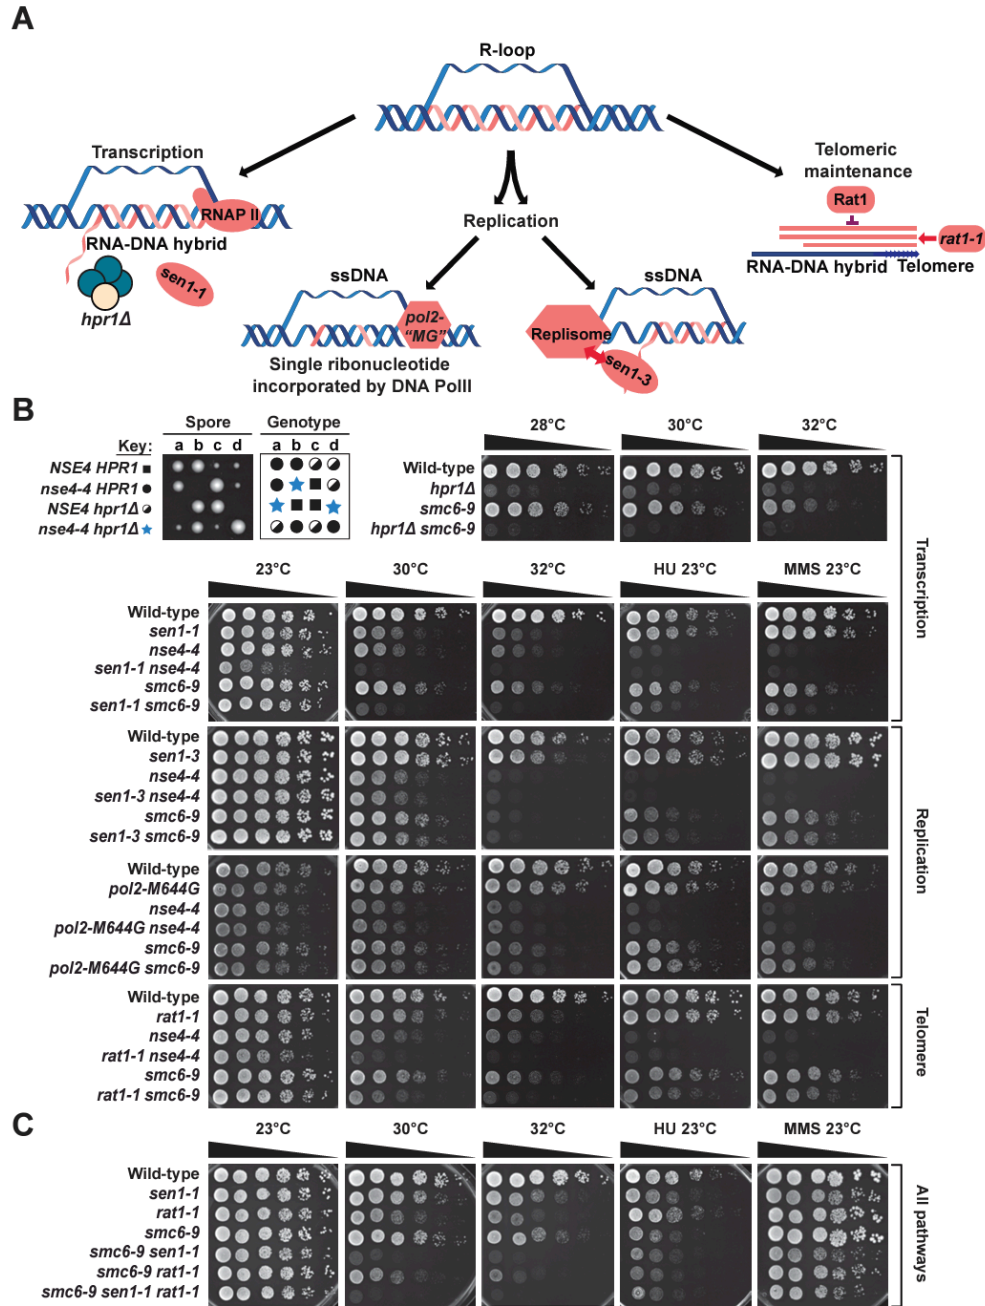 A
R-loop
Transcription
RNAP II
RNA-DNA hybrid
sen1-1
hpr1Δ
Replication
ssDNA
pol2-
“MG”
Single ribonucleotide
incorporated by DNA PolII
ssDNA
Replisome
sen1-3
Telomeric
maintenance
Rat1
rat1-1
RNA-DNA hybrid Telomere
B
Spore Genotype
Key: a b c d a b c d
NSE4 HPR1
nse4-4 HPR1
NSE4 hpr1Δ
nse4-4 hpr1Δ
28°C 30°C 32°C
Wild-type
hpr1Δ
smc6-9
hpr1Δ smc6-9
23°C 30°C 32°C HU 23°C MMS 23°C
Wild-type
sen1-1
nse4-4
sen1-1 nse4-4
smc6-9
sen1-1 smc6-9
Transcription
Wild-type
sen1-3
nse4-4
sen1-3 nse4-4
smc6-9
sen1-3 smc6-9
Wild-type
pol2-M644G
nse4-4
pol2-M644G nse4-4
smc6-9
pol2-M644G smc6-9
Replication
Wild-type
rat1-1
nse4-4
rat1-1 nse4-4
smc6-9
rat1-1 smc6-9
Telomere
C
23°C 30°C 32°C HU 23°C MMS 23°C
Wild-type
sen1-1
rat1-1
smc6-9
smc6-9 sen1-1
smc6-9 rat1-1
smc6-9 sen1-1 rat1-1
All pathways